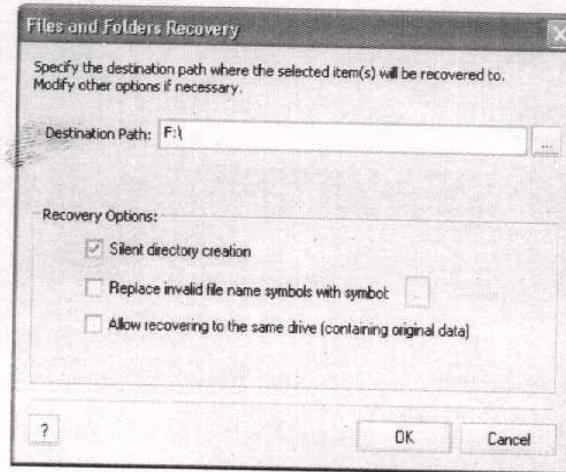 Files and Folders Recovery
Specify the destination path where the selected item(s) will be recovered to.
Modify other options if necessary.
Destination Path: F:\ ...
Recovery Options:
Silent directory creation
Replace invalid file name symbols with symbol:
Allow recovering to the same drive (containing original data)
? OK Cancel